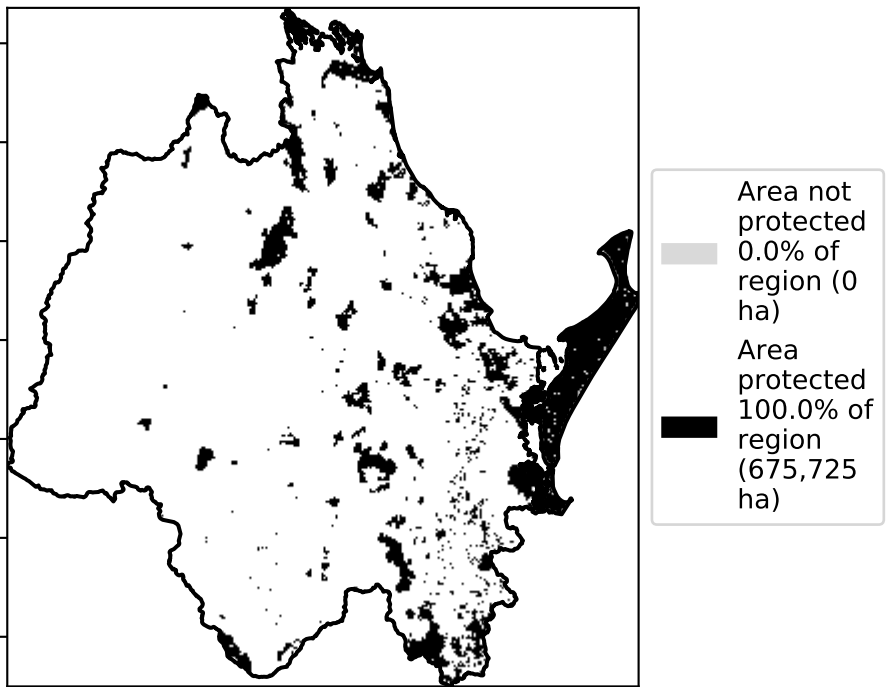 Area not
protected
0.0% of
region (0
ha)
Area
protected
100.0% of
region
(675,725
ha)